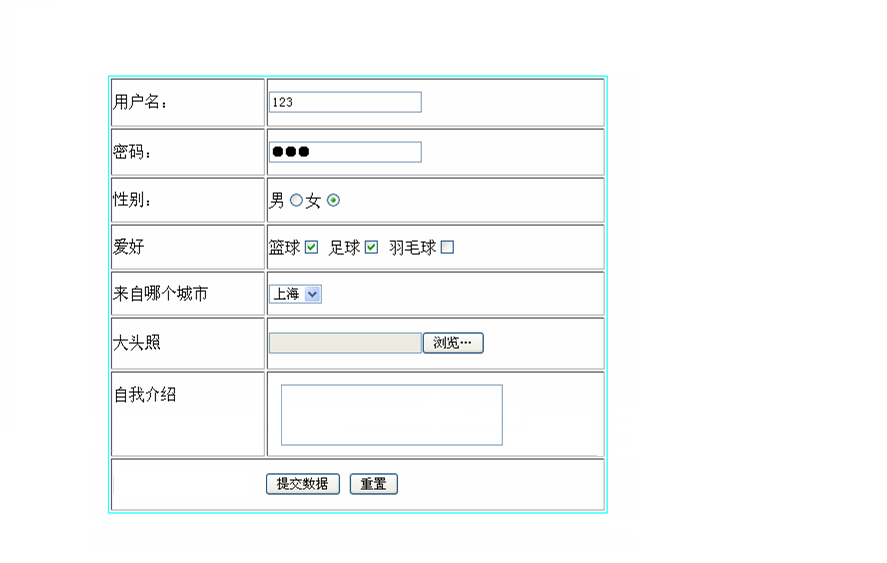 用户名： 123
密码： ●●●
性别： 男 女
爱好 篮球 足球 羽毛球
来自哪个城市 上海
大头照 浏览…
自我介绍
提交数据 重置